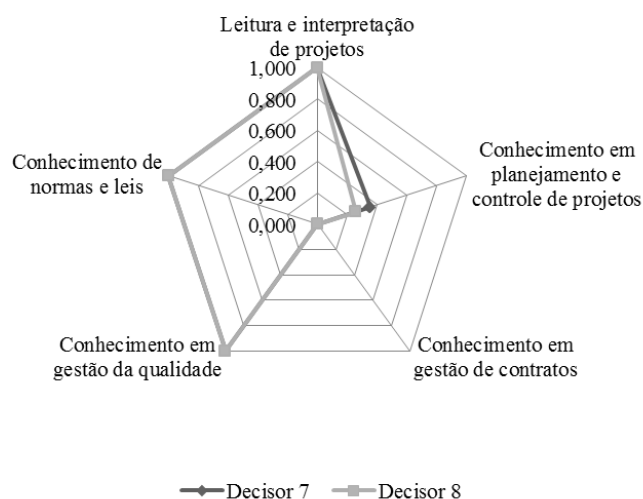 Leitura e interpretação
de projetos
1,000
0,800
0,600
0,400
0,200
0,000
Conhecimento em
planejamento e
controle de projetos
Conhecimento de
normas e leis
Conhecimento em
gestão da qualidade
Conhecimento em
gestão de contratos
Decisor 7
Decisor 8